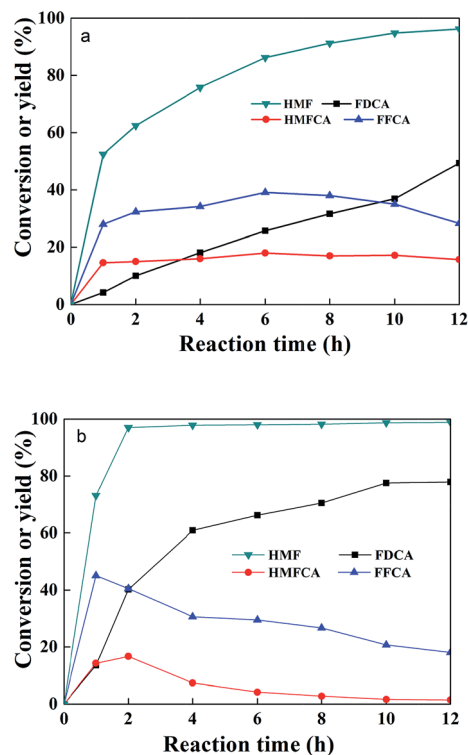 a
Conversion or yield (%)
100
80
60
40
20
0
HMF FDCA
HMFCA FFCA
0 2 4 6 8 10 12
Reaction time (h)
b
Conversion or yield (%)
100
80
60
40
20
0
HMF FDCA
HMFCA FFCA
0 2 4 6 8 10 12
Reaction time (h)